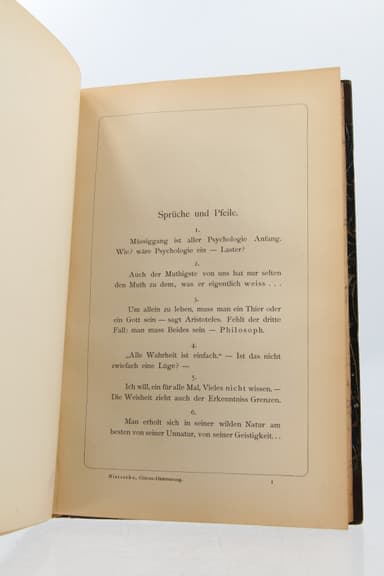 Sprüche und Pfeile.
1.
Müssiggang ist aller Psychologie Anfang.
Wie? wäre Psychologie ein — Laster?
2.
Auch der Muthigste von uns hat nur selten
den Muth zu dem, was er eigentlich weiss . . .
3.
Um allein zu leben, muss man ein Thier oder
ein Gott sein — sagt Aristoteles. Fehlt der dritte
Fall: man muss Beides sein — Philosoph.
4.
„Alle Wahrheit ist einfach.“ — Ist das nicht
zwiefach eine Lüge? —
5.
Ich will, ein für alle Mal, Vieles nicht wissen. —
Die Weisheit zieht auch der Erkenntniss Grenzen.
6.
Man erholt sich in seiner wilden Natur am
besten von seiner Unnatur, von seiner Geistigkeit. . .
Nietzsche, Götzen-Dämmerung. 1